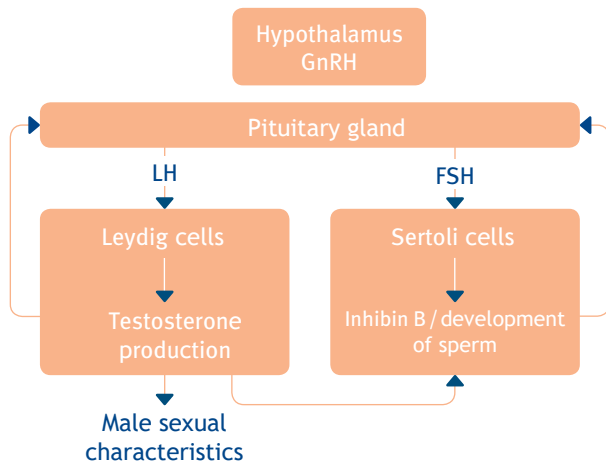 Hypothalamus
GnRH
Pituitary gland
LH
FSH
Leydig cells
Sertoli cells
Testosterone
production
Inhibin B / development
of sperm
Male sexual
characteristics